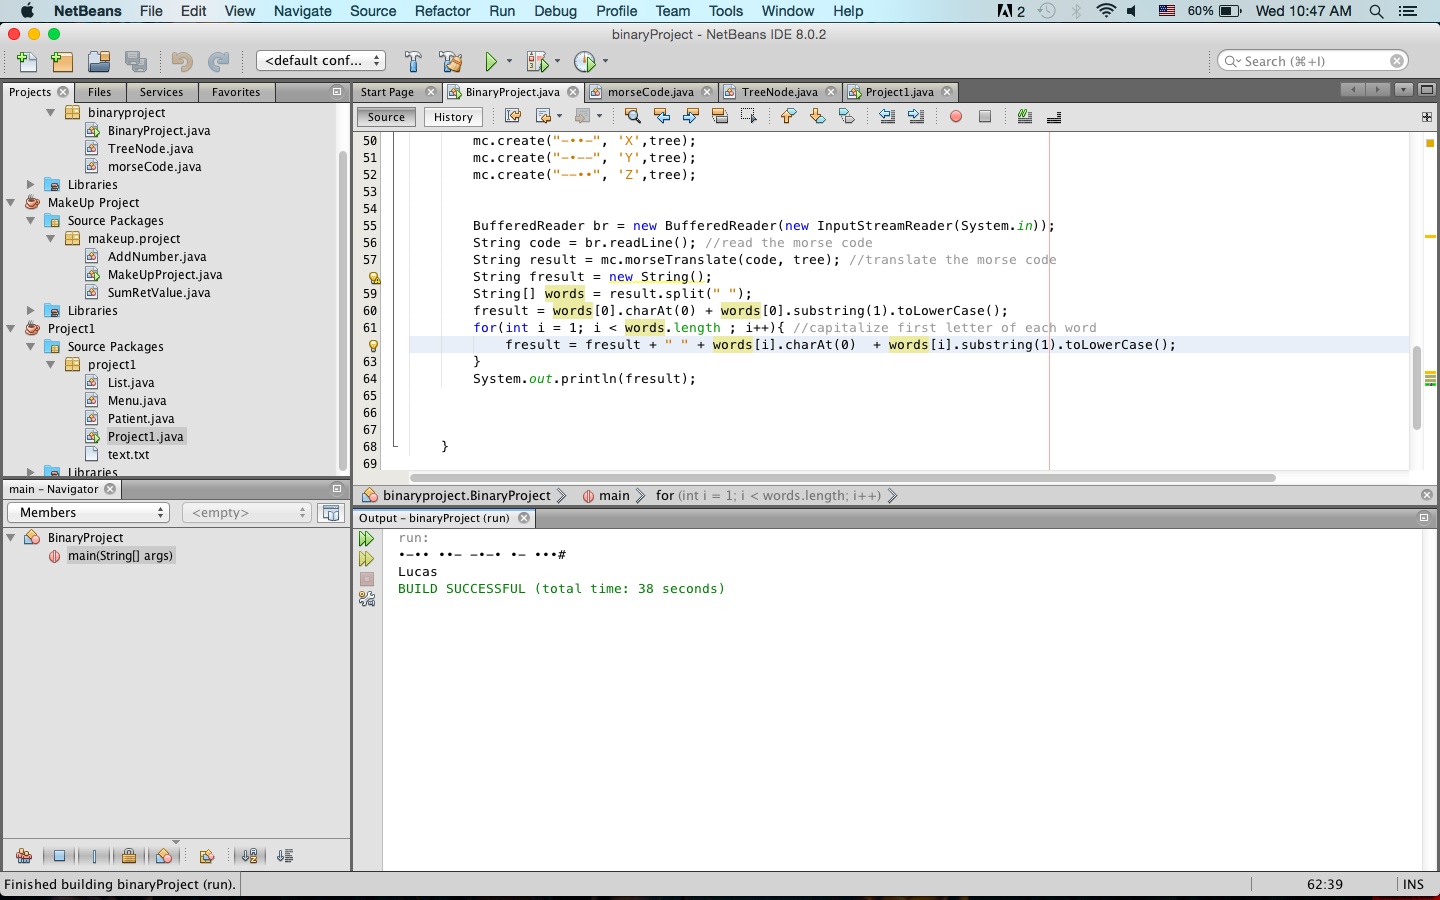 NetBeans File Edit View Navigate Source Refactor Run Debug Profile Team Tools Window Help 2 60% Wed 10:47 AM
binaryProject - NetBeans IDE 8.0.2
<default conf...
Search (⌘+I)
Projects Files Services Favorites
binaryproject
BinaryProject.java
TreeNode.java
morseCode.java
Libraries
MakeUp Project
Source Packages
makeup.project
AddNumber.java
MakeUpProject.java
SumRetValue.java
Libraries
Project1
Source Packages
project1
List.java
Menu.java
Patient.java
Project1.java
text.txt
Libraries
main - Navigator
Members <empty>
BinaryProject
main(String[] args)
Start Page BinaryProject.java morseCode.java TreeNode.java Project1.java
Source History
50 mc.create("-••-", 'X',tree);
51 mc.create("-•--", 'Y',tree);
52 mc.create("--••", 'Z',tree);
53
54
55 BufferedReader br = new BufferedReader(new InputStreamReader(System.in));
56 String code = br.readLine(); //read the morse code
57 String result = mc.morseTranslate(code, tree); //translate the morse code
String fresult = new String();
59 String[] words = result.split(" ");
60 fresult = words[0].charAt(0) + words[0].substring(1).toLowerCase();
61 for(int i = 1; i < words.length ; i++){ //capitalize first letter of each word
fresult = fresult + " " + words[i].charAt(0)  + words[i].substring(1).toLowerCase();
63 }
64 System.out.println(fresult);
65
66
67
68 }
69
binaryproject.BinaryProject main for (int i = 1; i < words.length; i++)
Output - binaryProject (run)
run:
•-•• ••- -•-• •- •••#
Lucas
BUILD SUCCESSFUL (total time: 38 seconds)
Finished building binaryProject (run).
62:39 INS